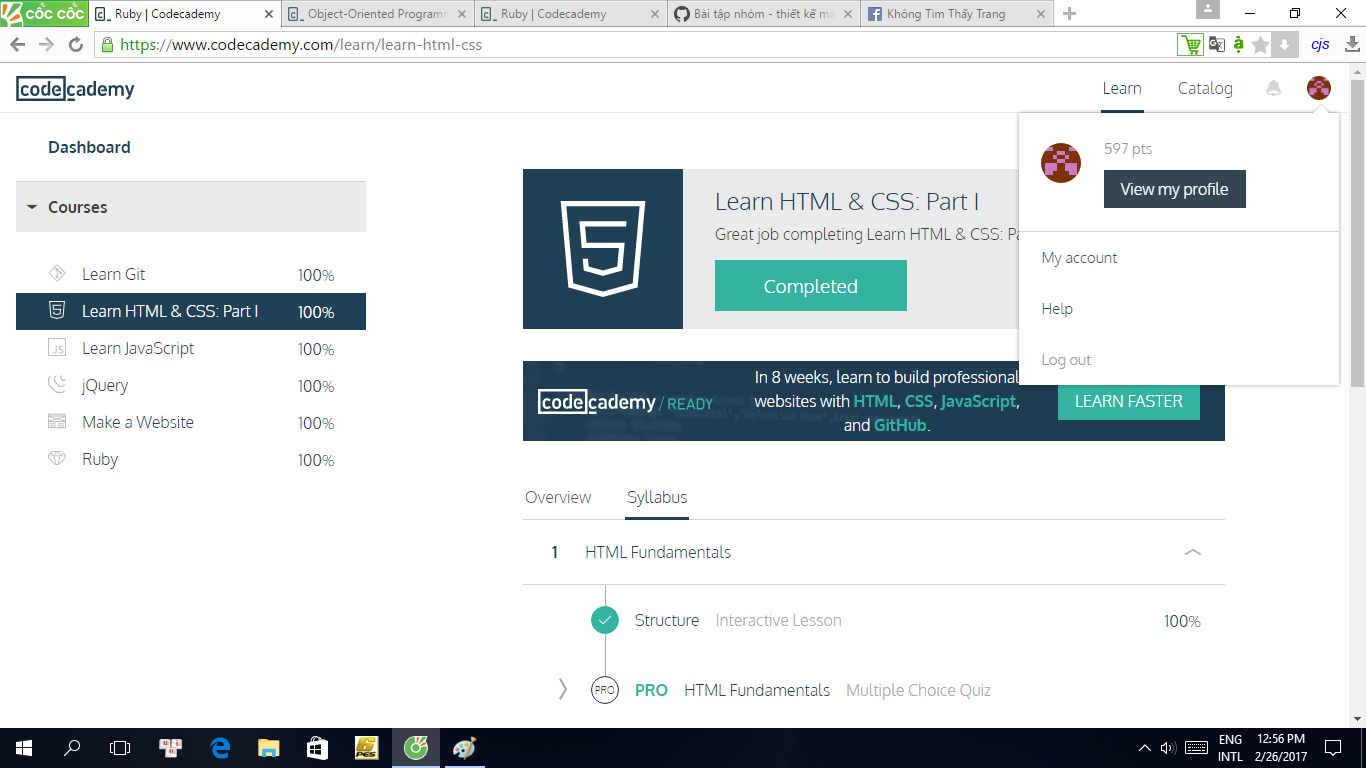 cốc cốc
Ruby | Codecademy
Object-Oriented Programm
Ruby | Codecademy
Bài tập nhóm - thiết kế mà
Không Tìm Thấy Trang
https://www.codecademy.com/learn/learn-html-css
à
cjs
codecademy
Learn
Catalog
Dashboard
597 pts
View my profile
Courses
Learn HTML & CSS: Part I
Great job completing Learn HTML & CSS: Pa
Completed
My account
Help
Log out
Learn Git 100%
Learn HTML & CSS: Part I 100%
JS Learn JavaScript 100%
jQuery 100%
Make a Website 100%
Ruby 100%
codecademy / READY
In 8 weeks, learn to build professional
websites with HTML, CSS, JavaScript,
and GitHub.
LEARN FASTER
Overview
Syllabus
1 HTML Fundamentals
Structure Interactive Lesson 100%
PRO PRO HTML Fundamentals Multiple Choice Quiz
PES
ENG
INTL
12:56 PM
2/26/2017